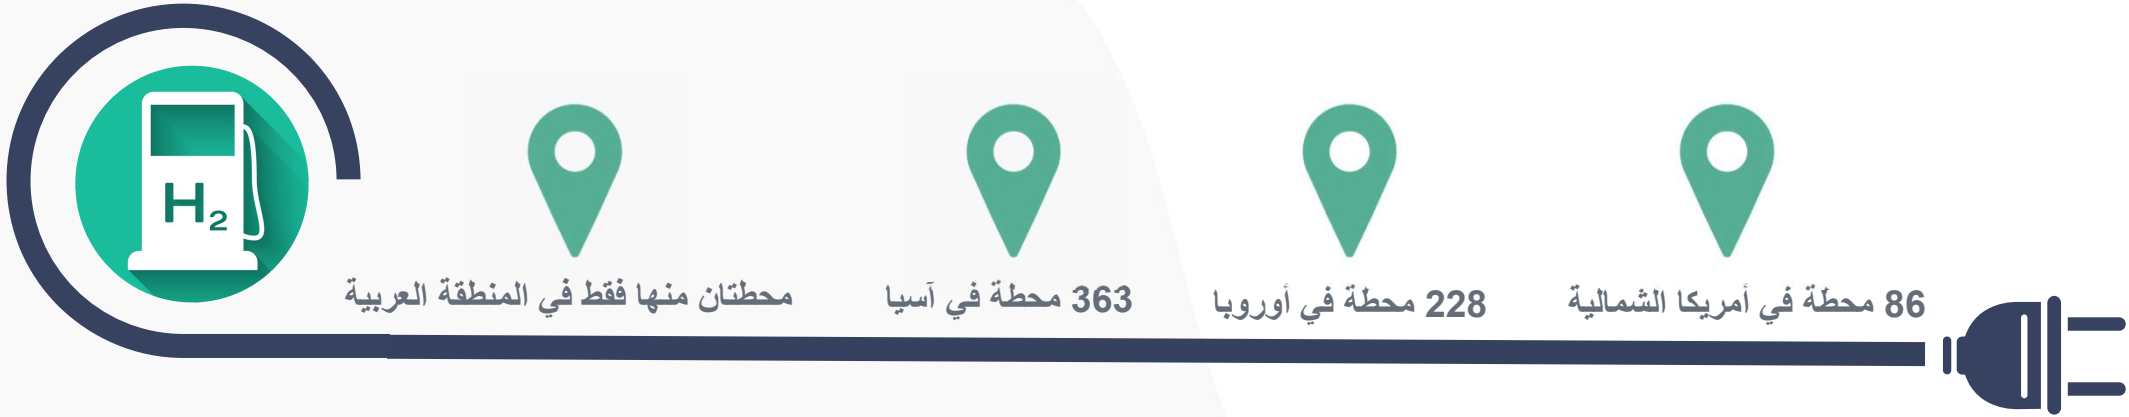 86 محطة في أمريكا الشمالية
228 محطة في أوروبا
363 محطة في آسيا
محطتان منها فقط في المنطقة العربية
H₂